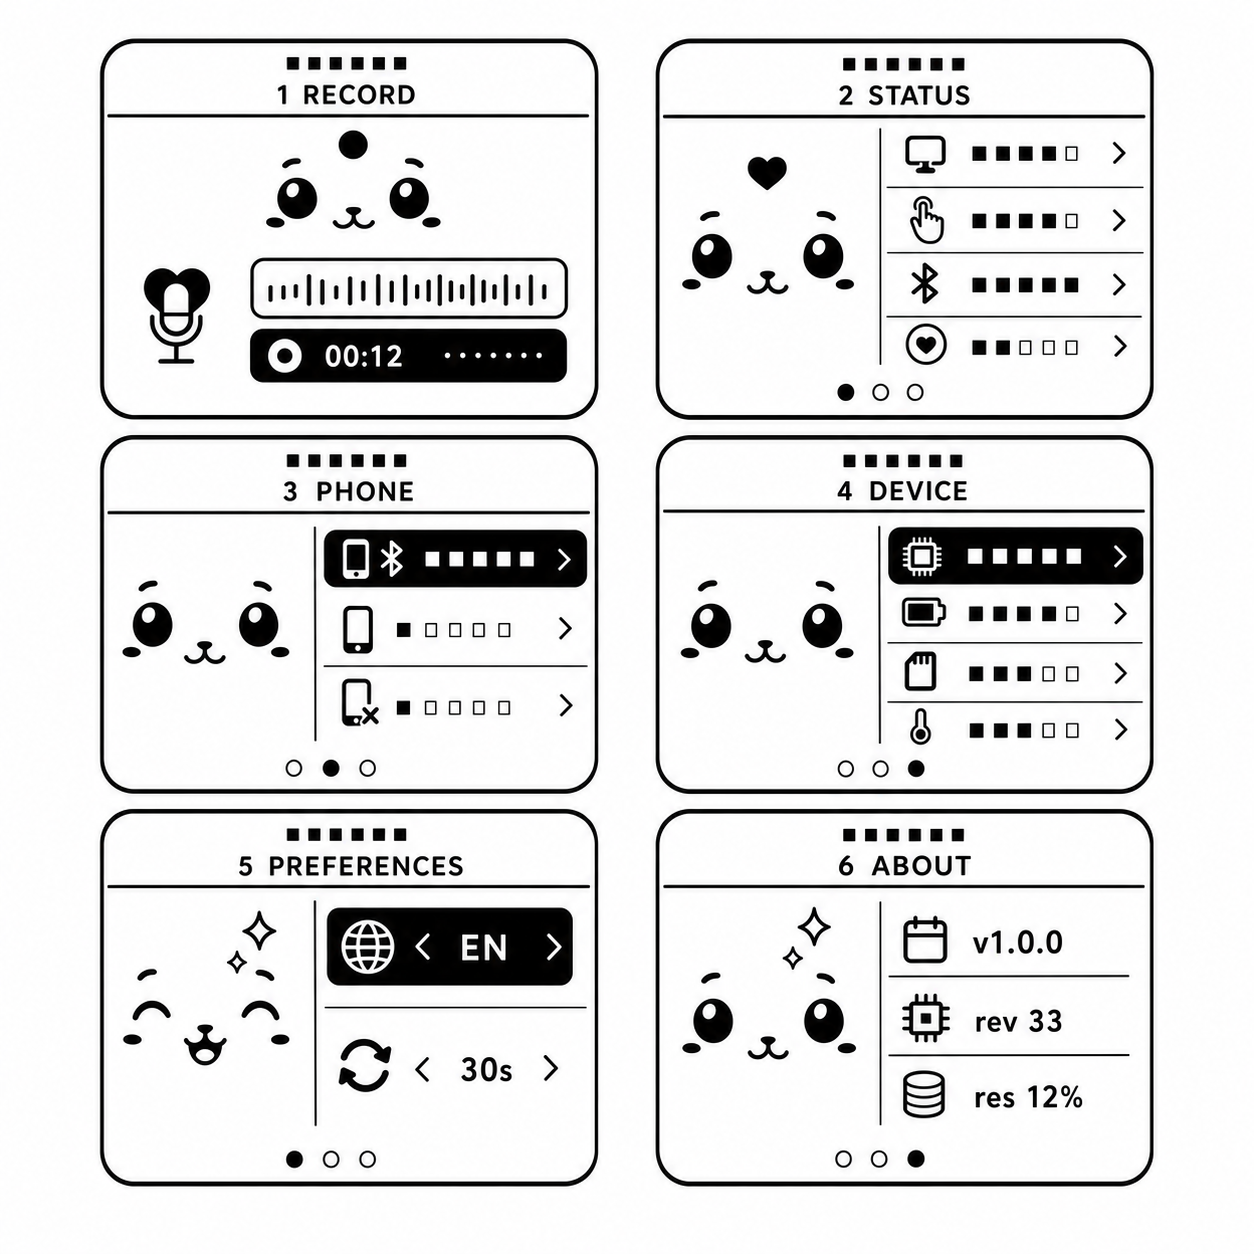 1 RECORD
00:12
2 STATUS
3 PHONE
4 DEVICE
5 PREFERENCES
EN
30s
6 ABOUT
v1.0.0
rev 33
res 12%